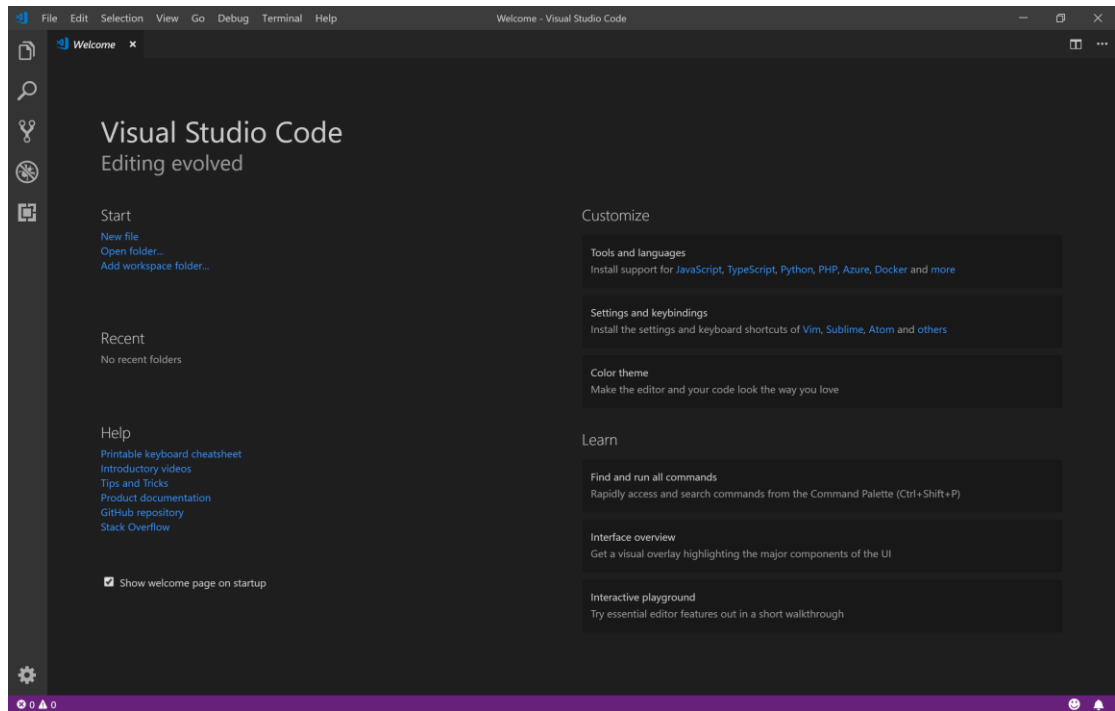 File Edit Selection View Go Debug Terminal Help
Welcome - Visual Studio Code
Welcome
Visual Studio Code
Editing evolved
Start
New file
Open folder...
Add workspace folder...
Recent
No recent folders
Help
Printable keyboard cheatsheet
Introductory videos
Tips and Tricks
Product documentation
GitHub repository
Stack Overflow
Show welcome page on startup
Customize
Tools and languages
Install support for JavaScript, TypeScript, Python, PHP, Azure, Docker and more
Settings and keybindings
Install the settings and keyboard shortcuts of Vim, Sublime, Atom and others
Color theme
Make the editor and your code look the way you love
Learn
Find and run all commands
Rapidly access and search commands from the Command Palette (Ctrl+Shift+P)
Interface overview
Get a visual overlay highlighting the major components of the UI
Interactive playground
Try essential editor features out in a short walkthrough
0 0